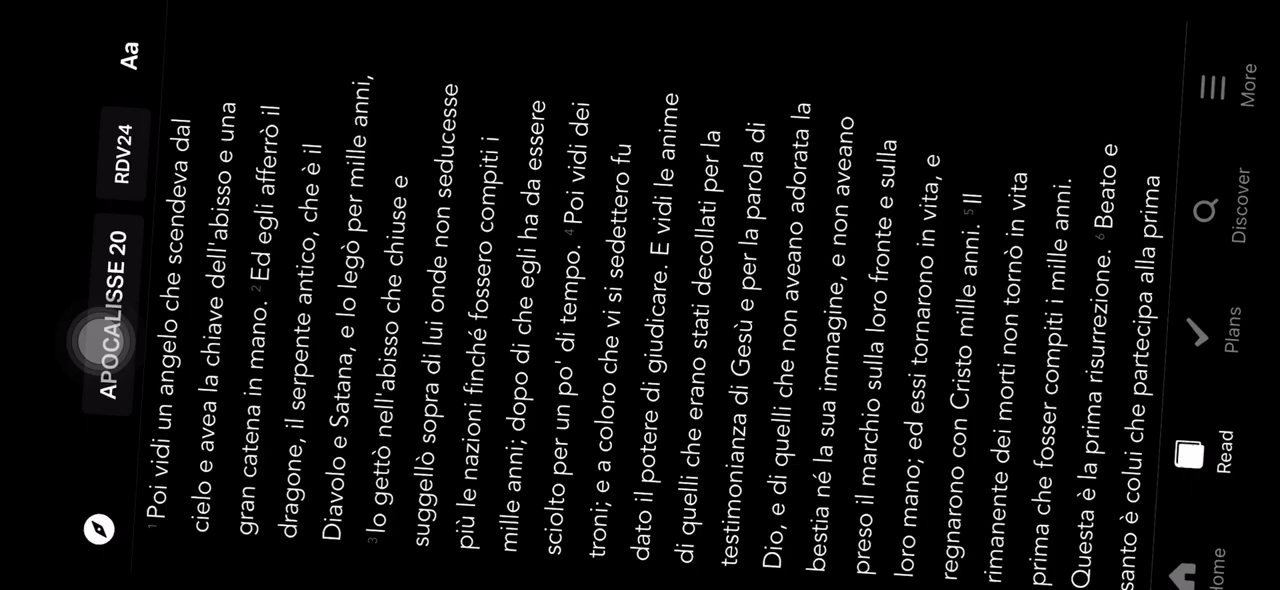 APOCALISSE 20 RDV24 Aa
1 Poi vidi un angelo che scendeva dal
cielo e avea la chiave dell'abisso e una
gran catena in mano. 2 Ed egli afferrò il
dragone, il serpente antico, che è il
Diavolo e Satana, e lo legò per mille anni,
3 lo gettò nell'abisso che chiuse e
suggellò sopra di lui onde non seducesse
più le nazioni finché fossero compiti i
mille anni; dopo di che egli ha da essere
sciolto per un po' di tempo. 4 Poi vidi dei
troni; e a coloro che vi si sedettero fu
dato il potere di giudicare. E vidi le anime
di quelli che erano stati decollati per la
testimonianza di Gesù e per la parola di
Dio, e di quelli che non aveano adorata la
bestia né la sua immagine, e non aveano
preso il marchio sulla loro fronte e sulla
loro mano; ed essi tornarono in vita, e
regnarono con Cristo mille anni. 5 Il
rimanente dei morti non tornò in vita
prima che fosser compiti i mille anni.
Questa è la prima risurrezione. 6 Beato e
santo è colui che partecipa alla prima
Home Read Plans Discover More